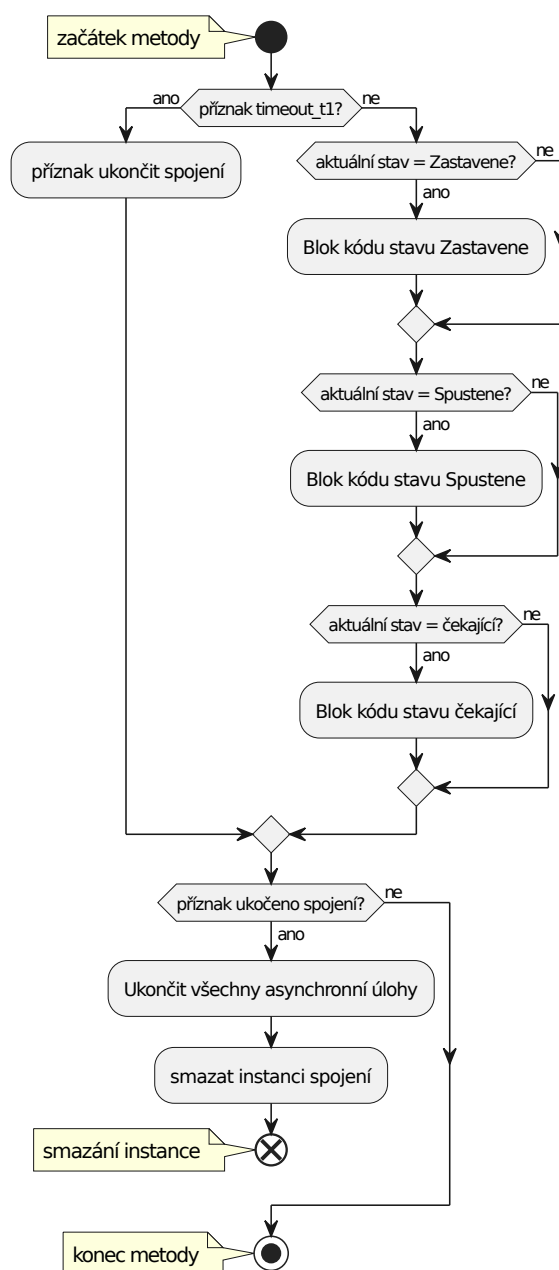 začátek metody
příznak timeout_t1?
ano
ne
příznak ukončit spojení
aktuální stav = Zastavene?
ne
ano
Blok kódu stavu Zastavene
aktuální stav = Spustene?
ne
ano
Blok kódu stavu Spustene
aktuální stav = čekající?
ne
ano
Blok kódu stavu čekající
příznak ukočeno spojení?
ne
ano
Ukončit všechny asynchronní úlohy
smazat instanci spojení
smazání instance
konec metody